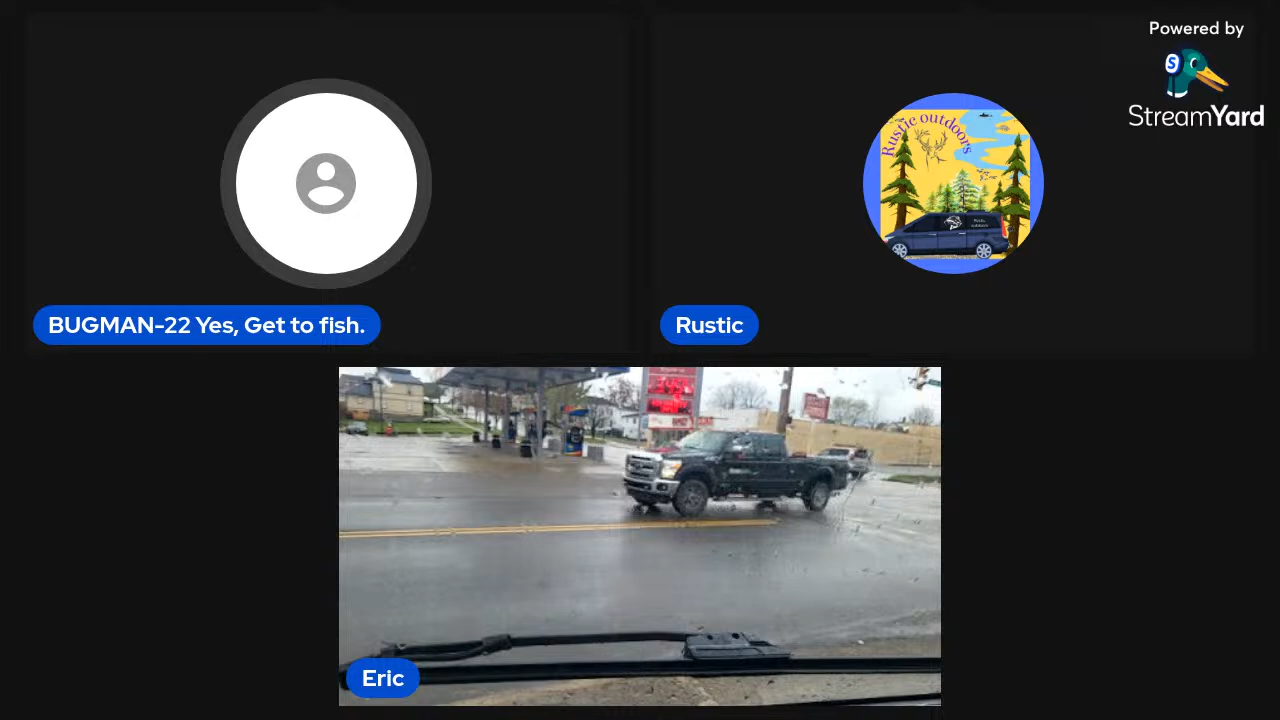 Powered by
S
StreamYard
Rustic outdoors
BUGMAN-22 Yes, Get to fish.
Rustic
Eric